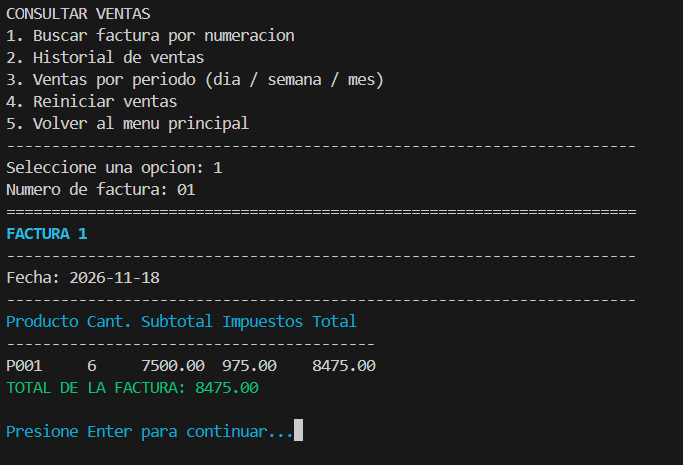 CONSULTAR VENTAS
1. Buscar factura por numeracion
2. Historial de ventas
3. Ventas por periodo (dia / semana / mes)
4. Reiniciar ventas
5. Volver al menu principal
----------------------------------------------------------------------
Seleccione una opcion: 1
Numero de factura: 01
======================================================================
FACTURA 1
----------------------------------------------------------------------
Fecha: 2026-11-18
----------------------------------------------------------------------
Producto Cant. Subtotal Impuestos Total
-----------------------------------------
P001     6     7500.00  975.00    8475.00
TOTAL DE LA FACTURA: 8475.00
Presione Enter para continuar...